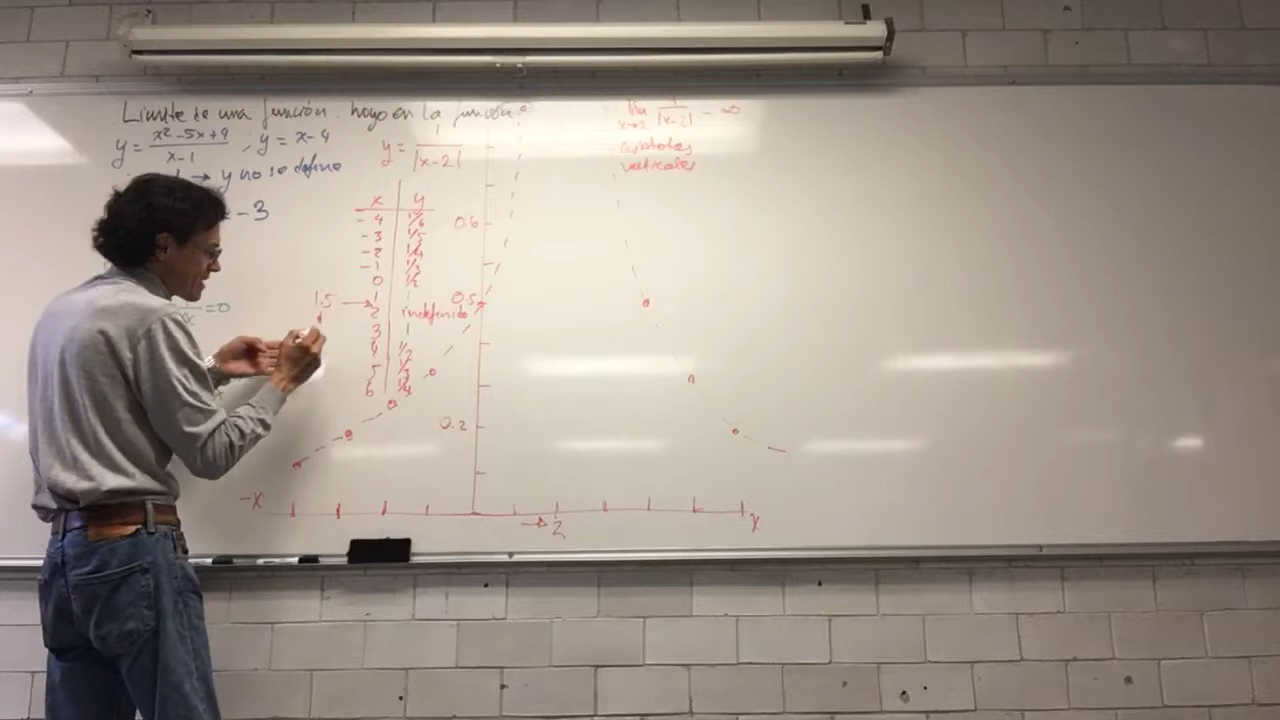 Limite de una función. hoyo en la función
y = x² - 5x + 4 / x - 1 ; y = x - 4
→ y no se define
- 3
= 0
y = 1 / |x - 2|
x y
-4 1/6
-3 1/5
-2 1/4
-1 1/3
0 1/2
1 1
1.5 →
2 indefinido
3 1
4 1/2
5 1/3
6 1/4
0.6
0.5
0.2
-x
→ 2
x
lim x→2 1 / |x - 2| = ∞
verticales